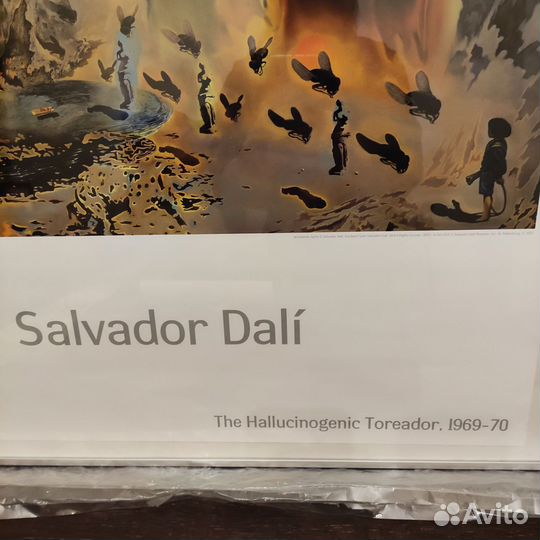 Salvador Dalí
The Hallucinogenic Toreador, 1969-70
Avito